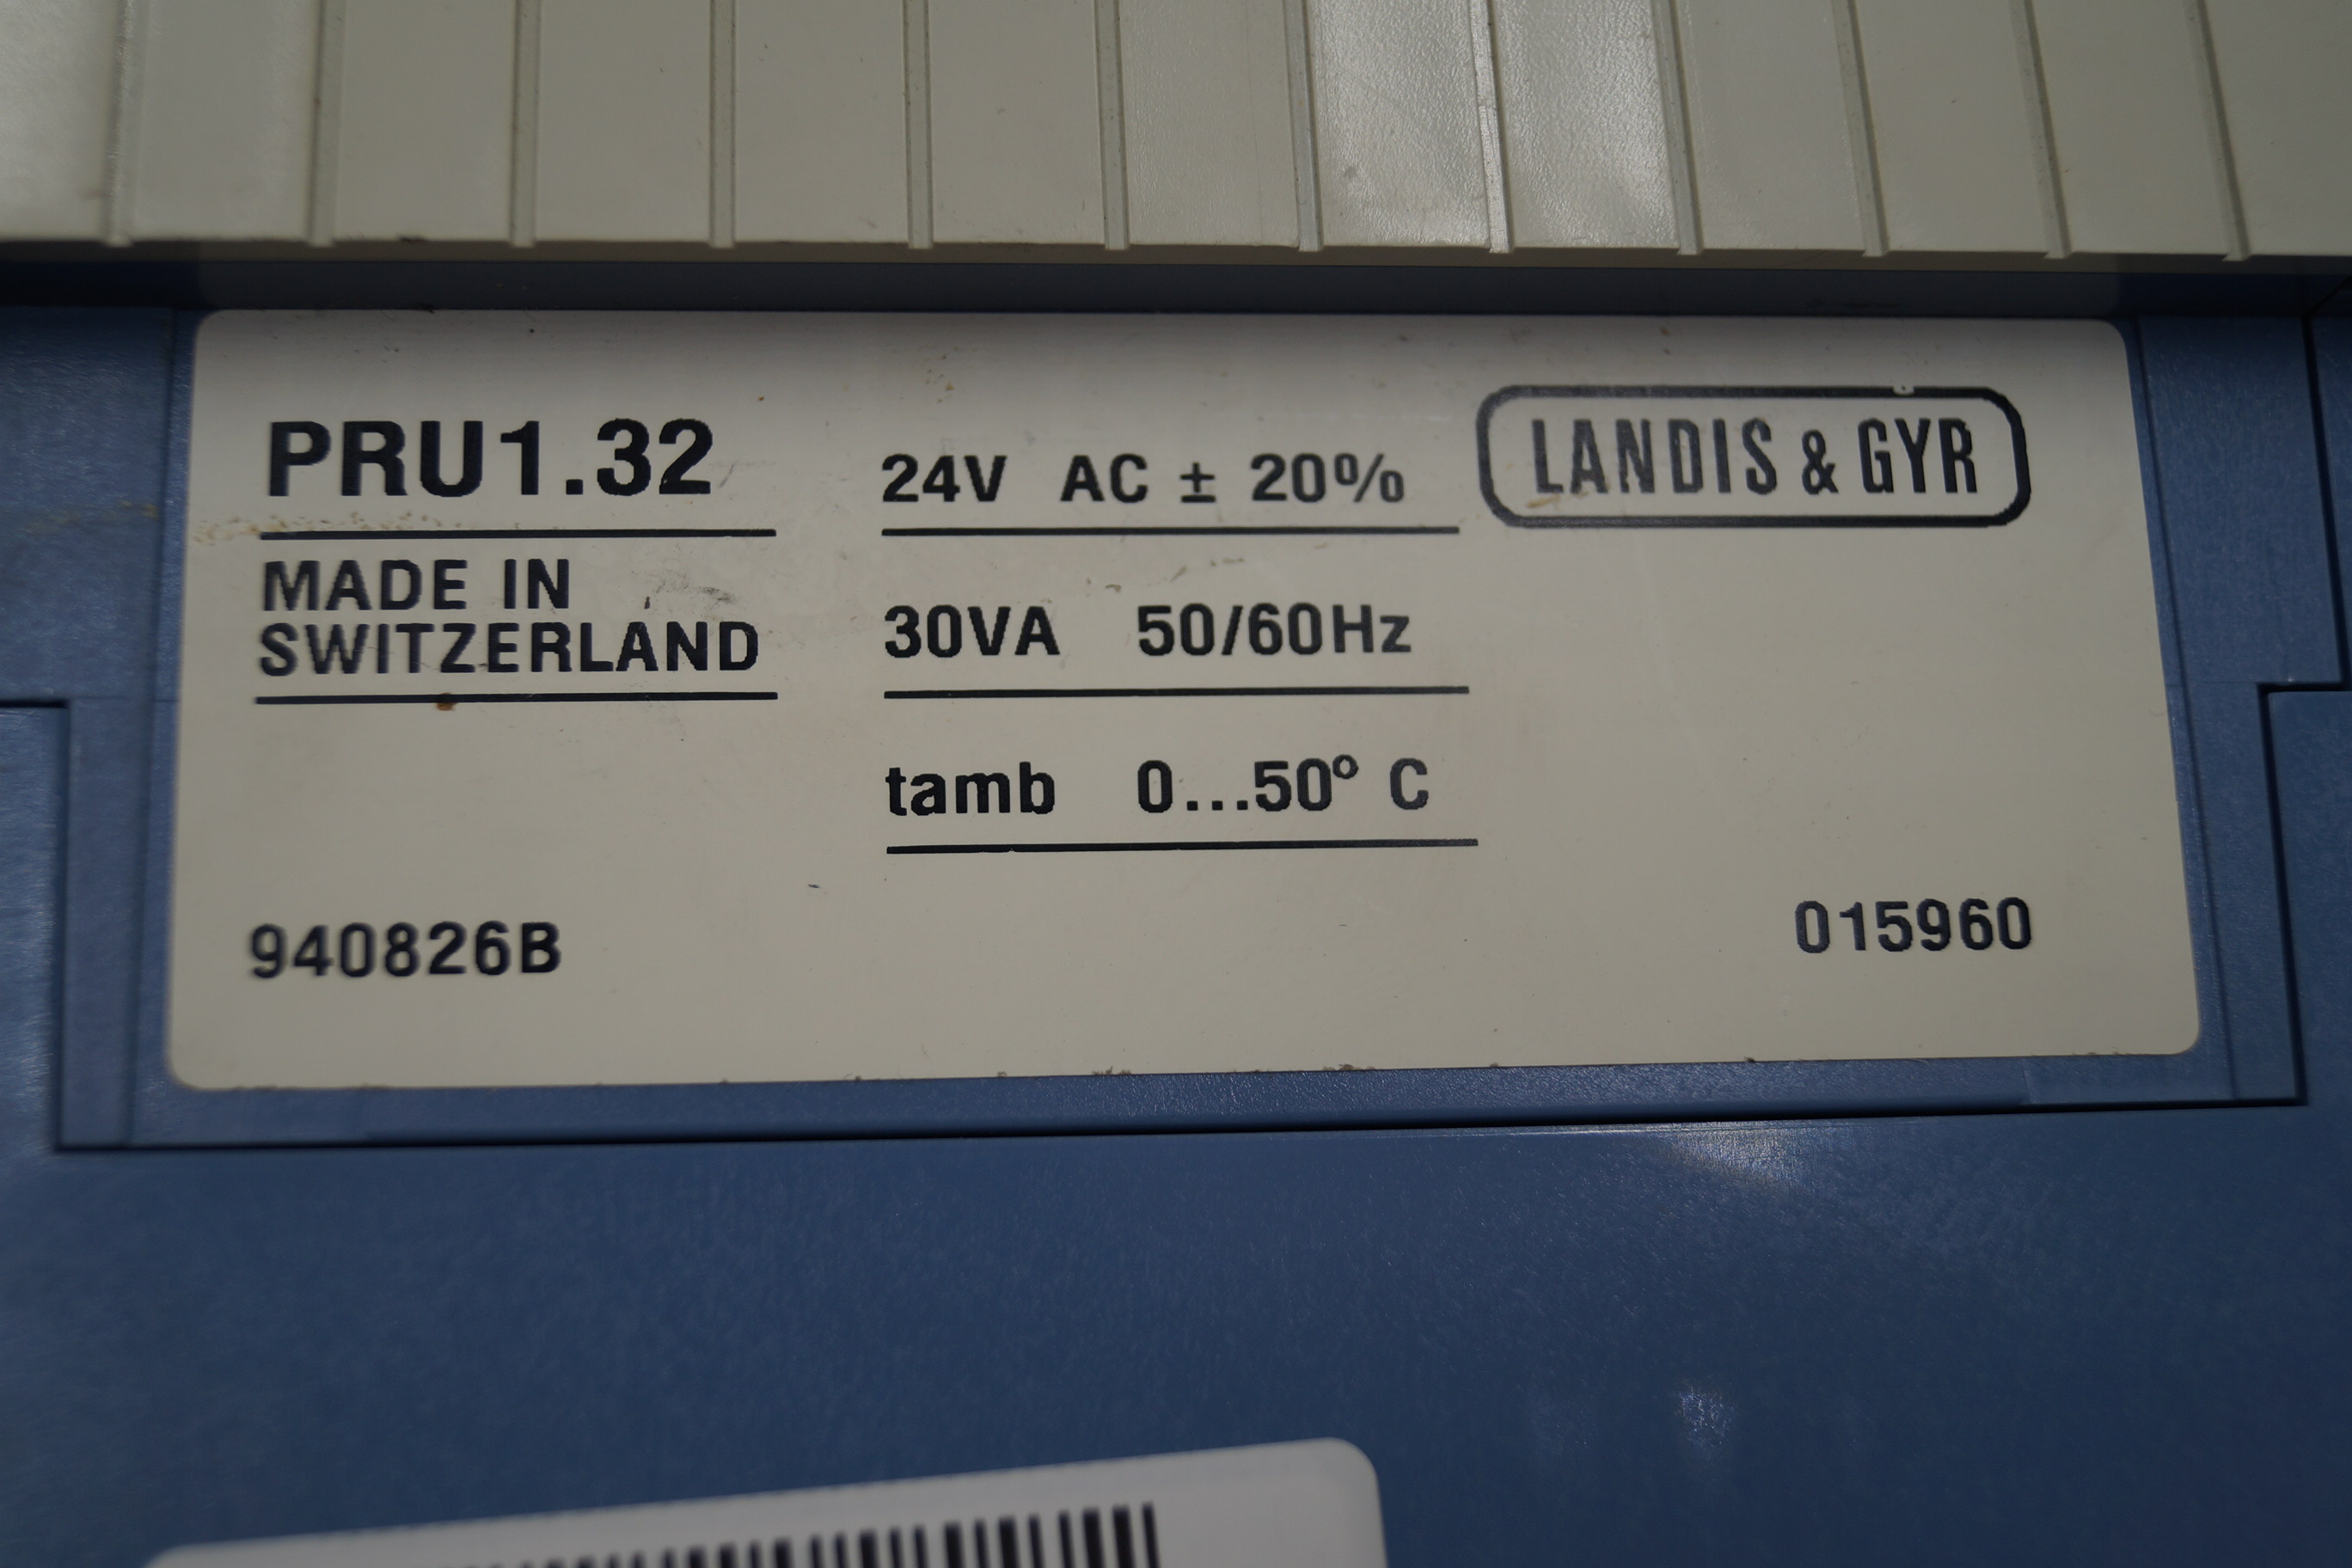 PRU1.32
MADE IN
SWITZERLAND
24V AC ± 20%
30VA 50/60Hz
tamb 0...50° C
LANDIS & GYR
940826B
015960